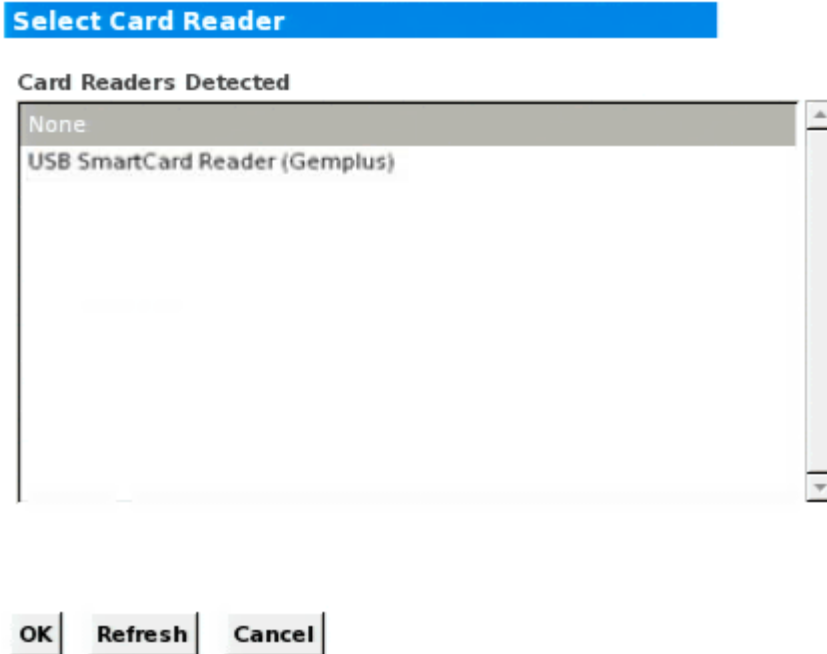 Select Card Reader
Card Readers Detected
None
USB SmartCard Reader (Gemplus)
OK Refresh Cancel